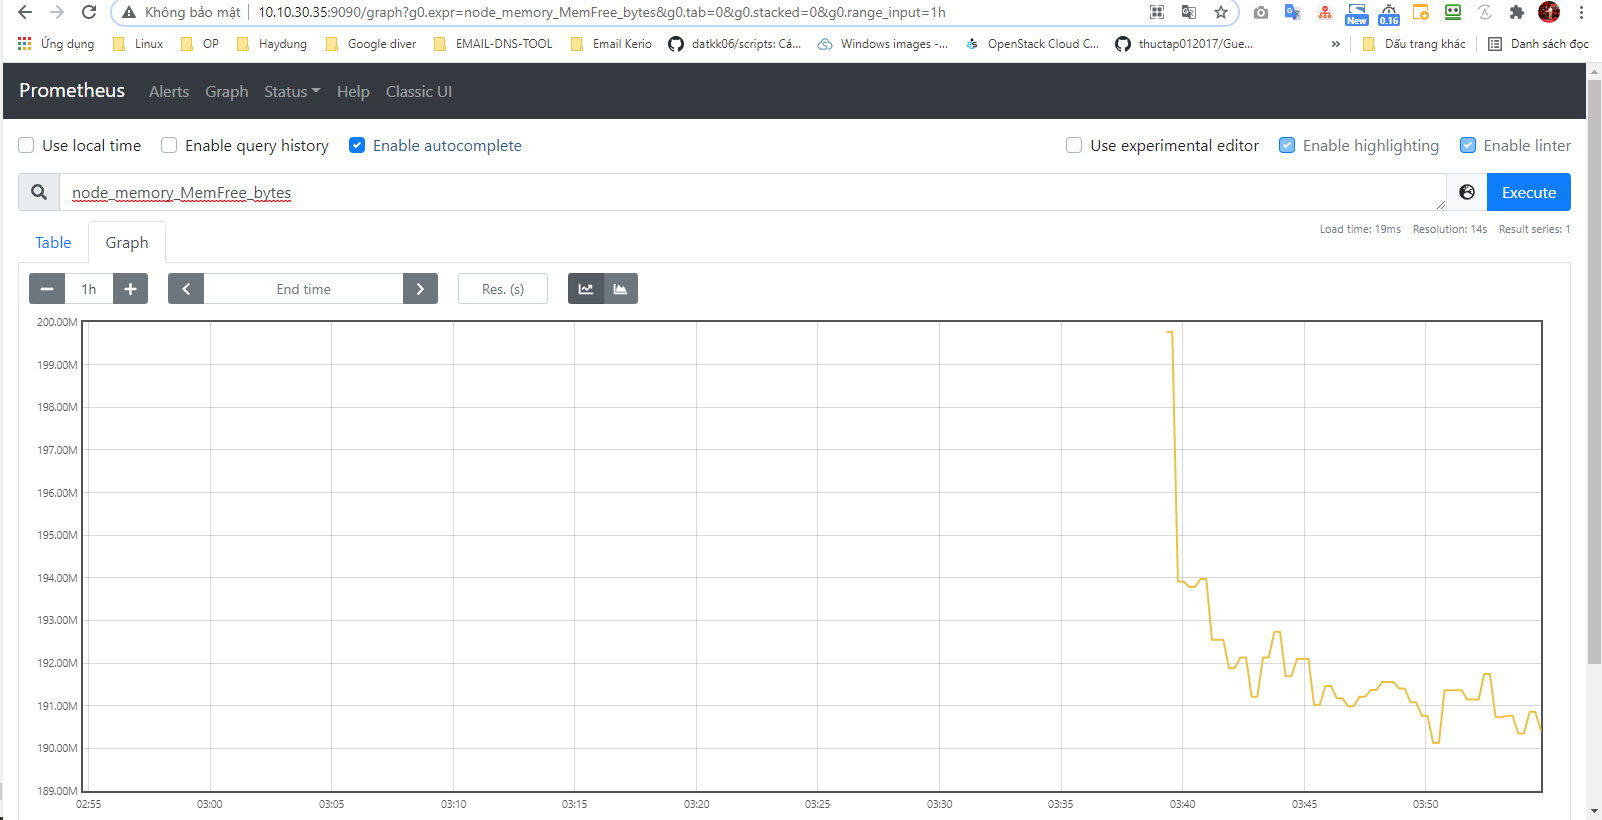 Không bảo mật 10.10.30.35:9090/graph?g0.expr=node_memory_MemFree_bytes&g0.tab=0&g0.stacked=0&g0.range_input=1h
New 0.16
Ứng dụng Linux OP Haydung Google diver EMAIL-DNS-TOOL Email Kerio datkk06/scripts: Cá... Windows images -... OpenStack Cloud C... thuctap012017/Gue... » Dấu trang khác Danh sách đọc
Prometheus Alerts Graph Status Help Classic UI
Use local time Enable query history Enable autocomplete Use experimental editor Enable highlighting Enable linter
node_memory_MemFree_bytes Execute
Load time: 19ms Resolution: 14s Result series: 1
Table Graph
1h End time Res. (s)
200.00M
199.00M
198.00M
197.00M
196.00M
195.00M
194.00M
193.00M
192.00M
191.00M
190.00M
189.00M
02:55 03:00 03:05 03:10 03:15 03:20 03:25 03:30 03:35 03:40 03:45 03:50